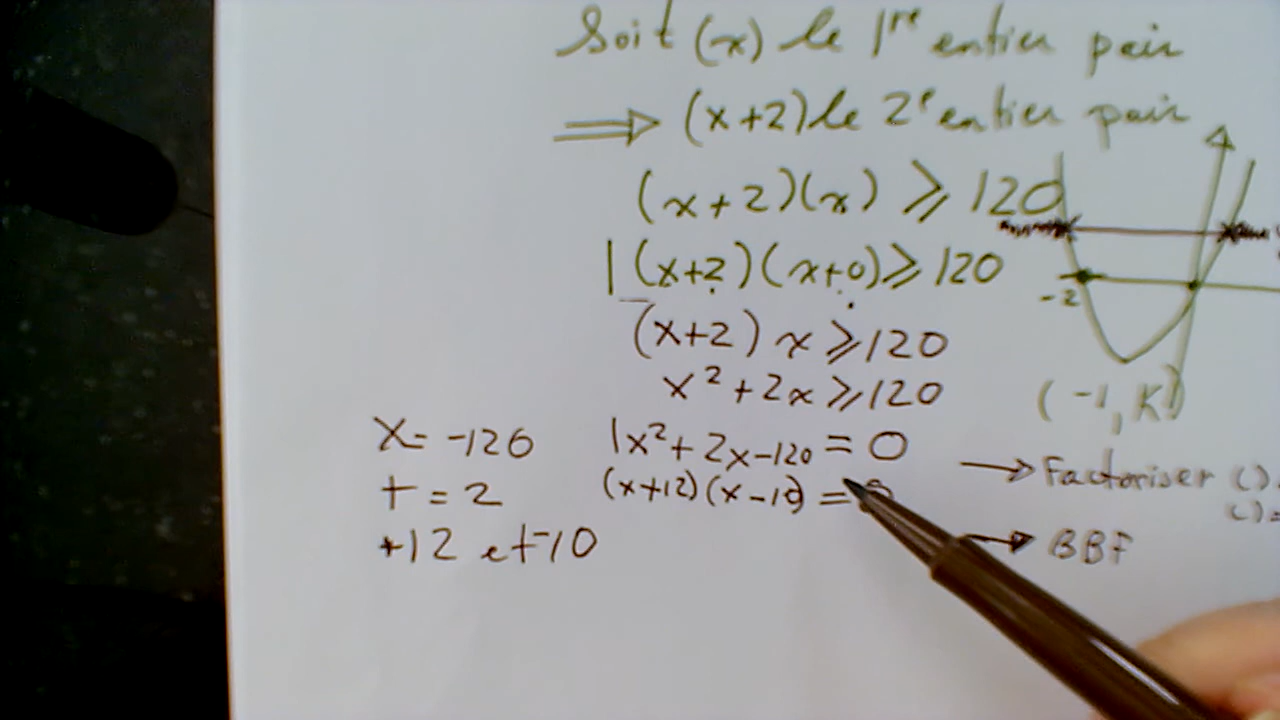 Soit (x) le 1re entier pair
⟹ (x+2) le 2e entier pair
(x+2)(x) ⩾ 120
(x+2)(x+0) ⩾ 120
(x+2) x ⩾ 120
x² + 2x ⩾ 120
-2
(-1, K)
X = -120
1x² + 2x - 120 = 0
→ Factoriser ( )
( ) =
+ = 2
(x+12)(x-10) = 0
+12 et -10
→ BBF